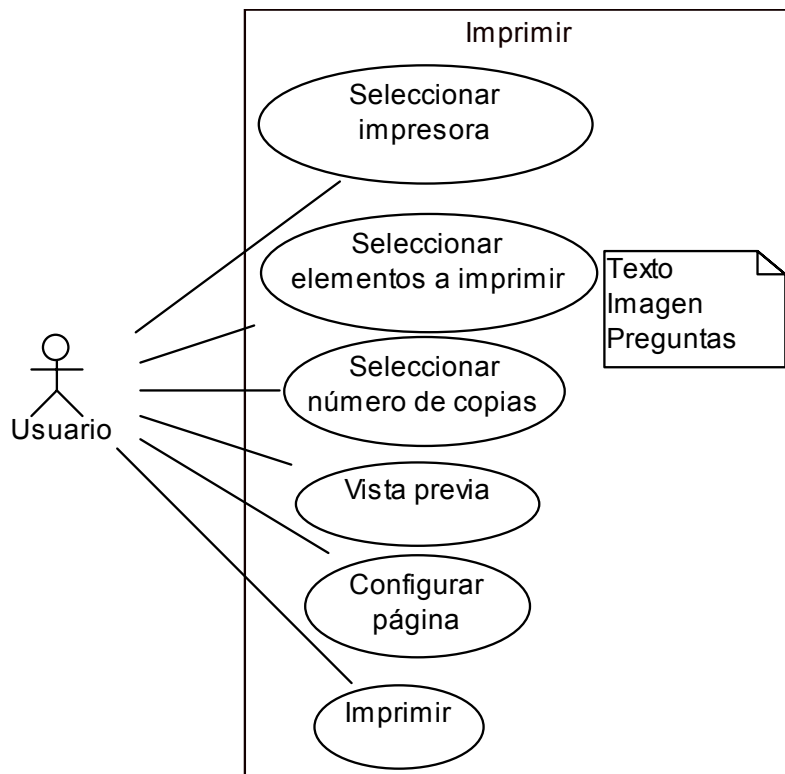 Imprimir
Seleccionar
impresora
Seleccionar
elementos a imprimir
Texto
Imagen
Preguntas
Seleccionar
número de copias
Usuario
Vista previa
Configurar
página
Imprimir